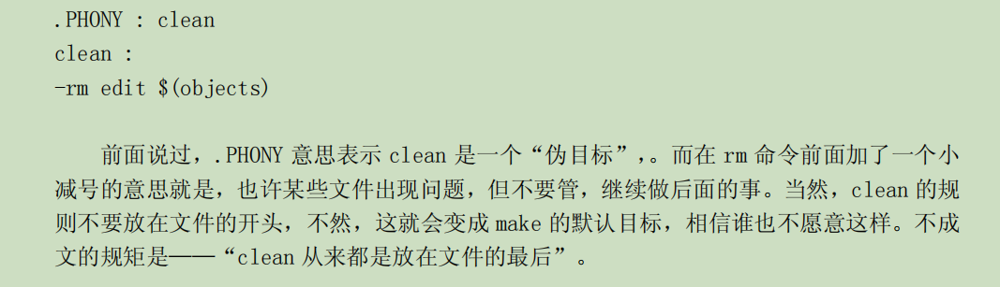 .PHONY : clean
clean :
-rm edit $(objects)
前面说过，.PHONY 意思表示 clean 是一个“伪目标”，。而在 rm 命令前面加了一个小
减号的意思就是，也许某些文件出现问题，但不要管，继续做后面的事。当然，clean 的规
则不要放在文件的开头，不然，这就会变成 make 的默认目标，相信谁也不愿意这样。不成
文的规矩是——“clean 从来都是放在文件的最后”。